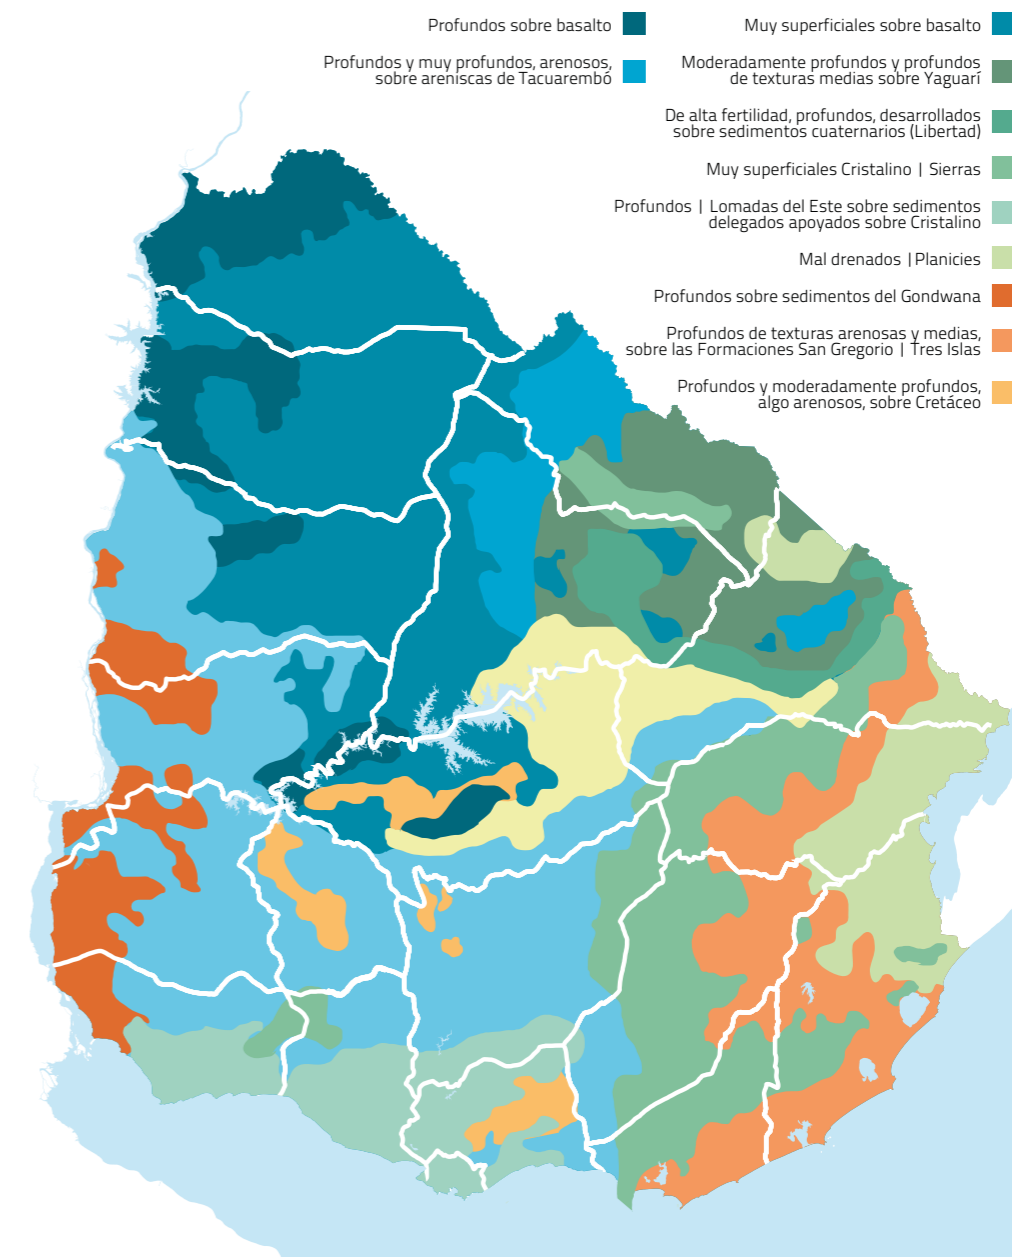 Profundos sobre basalto
Muy superficiales sobre basalto
Profundos y muy profundos, arenosos,
sobre areniscas de Tacuarembó
Moderadamente profundos y profundos
de texturas medias sobre Yaguarí
De alta fertilidad, profundos, desarrollados
sobre sedimentos cuaternarios (Libertad)
Muy superficiales Cristalino | Sierras
Profundos | Lomadas del Este sobre sedimentos
delegados apoyados sobre Cristalino
Mal drenados | Planicies
Profundos sobre sedimentos del Gondwana
Profundos de texturas arenosas y medias,
sobre las Formaciones San Gregorio | Tres Islas
Profundos y moderadamente profundos,
algo arenosos, sobre Cretáceo